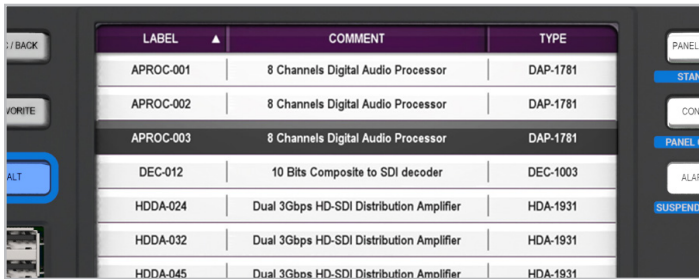 LABEL ▲ COMMENT TYPE
/ BACK
PANEL
APROC-001 8 Channels Digital Audio Processor DAP-1781
STAN
APROC-002 8 Channels Digital Audio Processor DAP-1781
VORITE
CON
APROC-003 8 Channels Digital Audio Processor DAP-1781
PANEL
DEC-012 10 Bits Composite to SDI decoder DEC-1003
ALT
ALAR
HDDA-024 Dual 3Gbps HD-SDI Distribution Amplifier HDA-1931
SUSPEND
HDDA-032 Dual 3Gbps HD-SDI Distribution Amplifier HDA-1931
HDDA-045 Dual 3Gbps HD-SDI Distribution Amplifier HDA-1931